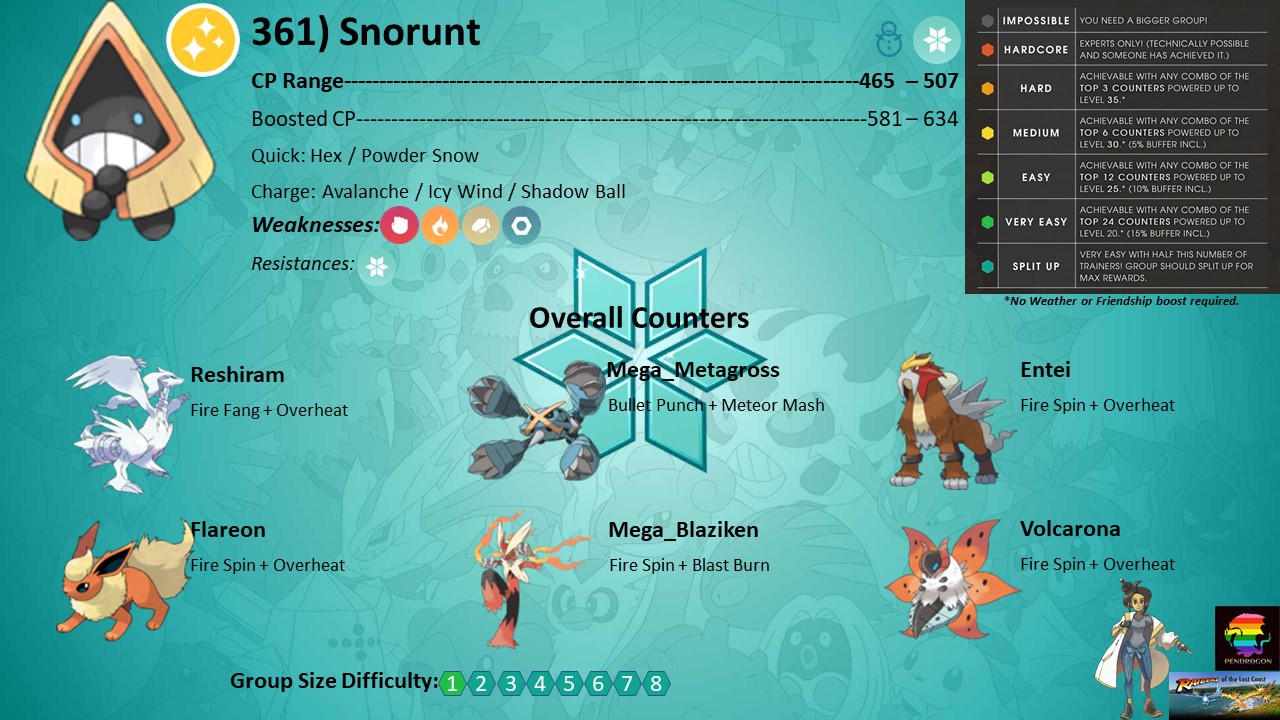 361) Snorunt
CP Range---------------------------------------------------------------------465 – 507
Boosted CP---------------------------------------------------------------------581 – 634
Quick: Hex / Powder Snow
Charge: Avalanche / Icy Wind / Shadow Ball
Weaknesses:
Resistances:
IMPOSSIBLE YOU NEED A BIGGER GROUP!
HARDCORE EXPERTS ONLY! (TECHNICALLY POSSIBLE
AND SOMEONE HAS ACHIEVED IT.)
HARD ACHIEVABLE WITH ANY COMBO OF THE
TOP 3 COUNTERS POWERED UP TO
LEVEL 35.*
MEDIUM ACHIEVABLE WITH ANY COMBO OF THE
TOP 6 COUNTERS POWERED UP TO
LEVEL 30.* (5% BUFFER INCL.)
EASY ACHIEVABLE WITH ANY COMBO OF THE
TOP 12 COUNTERS POWERED UP TO
LEVEL 25.* (10% BUFFER INCL.)
VERY EASY ACHIEVABLE WITH ANY COMBO OF THE
TOP 24 COUNTERS POWERED UP TO
LEVEL 20.* (15% BUFFER INCL.)
SPLIT UP VERY EASY WITH HALF THIS NUMBER OF
TRAINERS! GROUP SHOULD SPLIT UP FOR
MAX REWARDS.
*No Weather or Friendship boost required.
Overall Counters
Reshiram
Fire Fang + Overheat
Mega_Metagross
Bullet Punch + Meteor Mash
Entei
Fire Spin + Overheat
Flareon
Fire Spin + Overheat
Mega_Blaziken
Fire Spin + Blast Burn
Volcarona
Fire Spin + Overheat
Group Size Difficulty: 1 2 3 4 5 6 7 8
PENDRAGON
RAIDERS of the Lost Coast